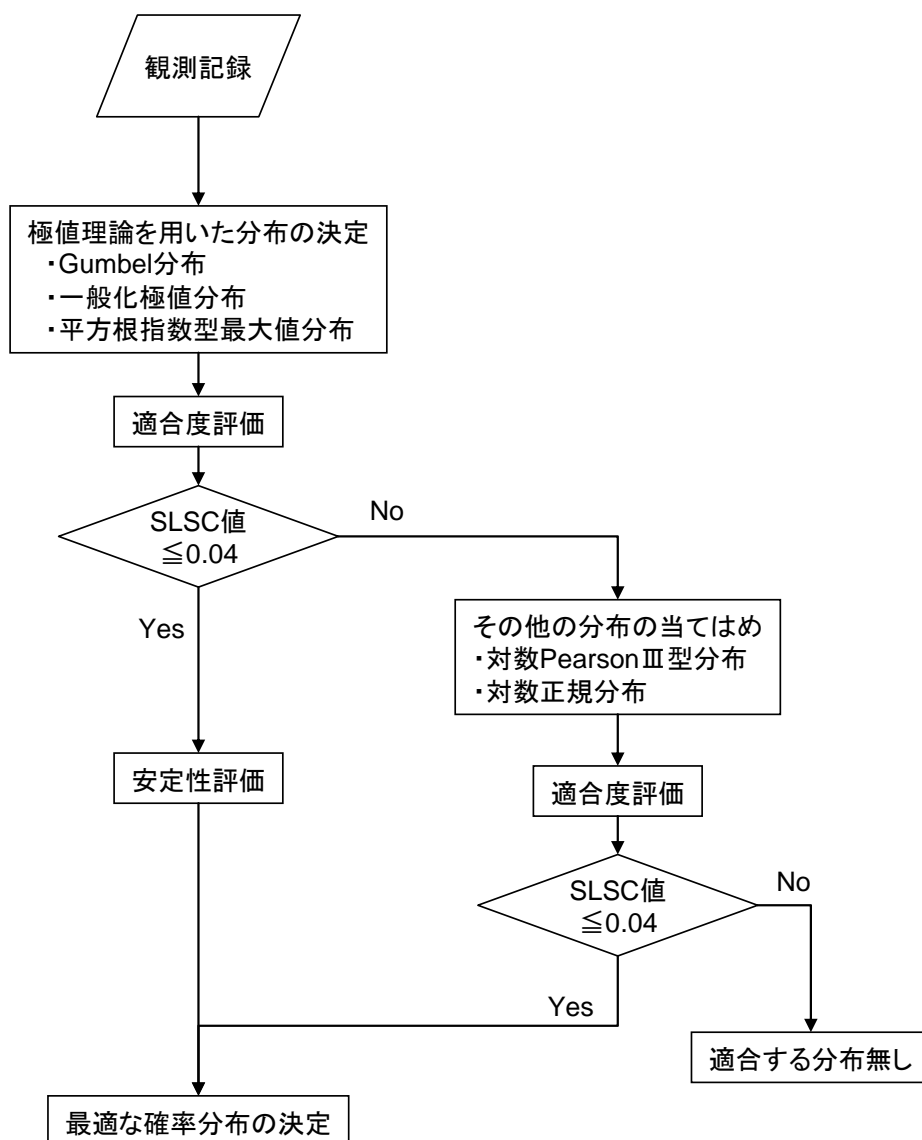 観測記録
極値理論を用いた分布の決定
・Gumbel分布
・一般化極値分布
・平方根指数型最大値分布
適合度評価
SLSC値
≦0.04
No
Yes
その他の分布の当てはめ
・対数PearsonⅢ型分布
・対数正規分布
安定性評価
適合度評価
SLSC値
≦0.04
No
Yes
適合する分布無し
最適な確率分布の決定